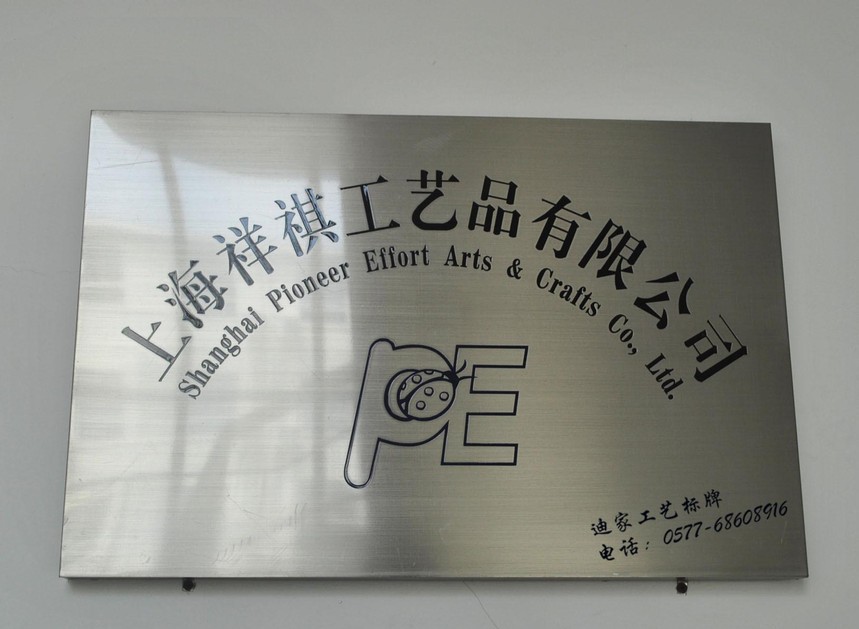 上海祥祺工艺品有限公司
Shanghai Pioneer Effort Arts & Crafts Co., Ltd.
PE
迪家工艺标牌
电话：0577-68608916